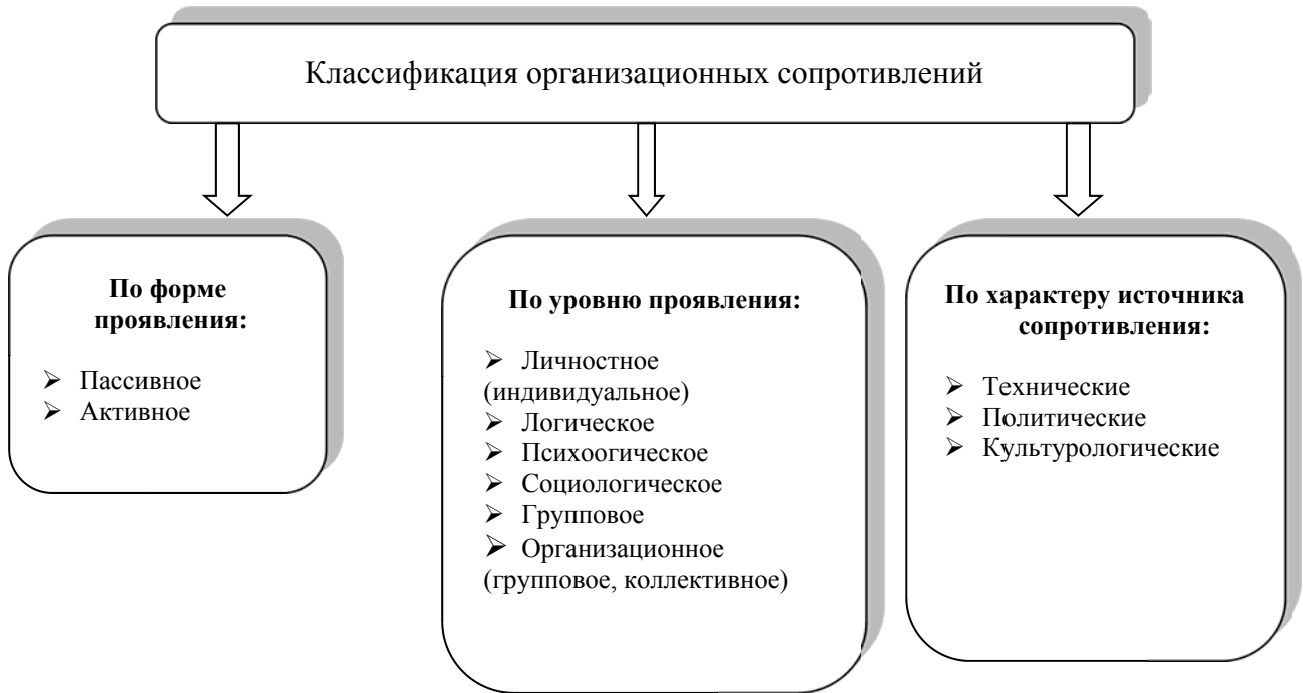 Классификация организационных сопротивлений
По форме
проявления:
➢ Пассивное
➢ Активное
По уровню проявления:
➢ Личностное
(индивидуальное)
➢ Логическое
➢ Психоогическое
➢ Социологическое
➢ Групповое
➢ Организационное
(групповое, коллективное)
По характеру источника
сопротивления:
➢ Технические
➢ Политические
➢ Культурологические